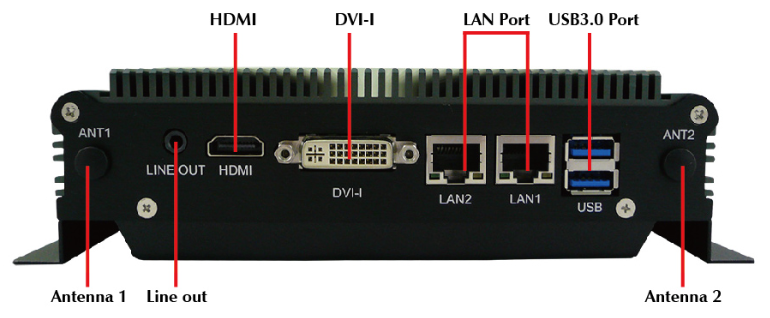 HDMI
DVI-I
LAN Port
USB3.0 Port
ANT1
ANT2
LINE OUT
HDMI
DVI-I
LAN2
LAN1
USB
Antenna 1
Line out
Antenna 2